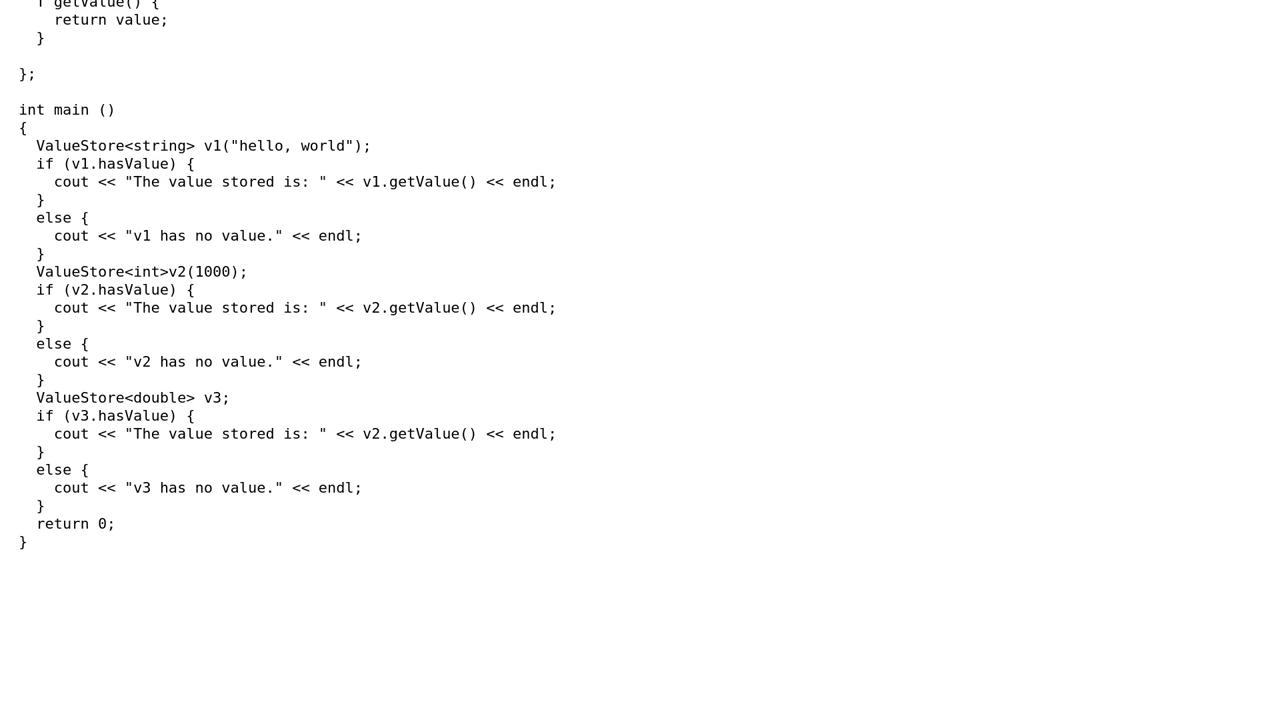 T getValue() {
    return value;
  }

};

int main ()
{
  ValueStore<string> v1("hello, world");
  if (v1.hasValue) {
    cout << "The value stored is: " << v1.getValue() << endl;
  }
  else {
    cout << "v1 has no value." << endl;
  }
  ValueStore<int>v2(1000);
  if (v2.hasValue) {
    cout << "The value stored is: " << v2.getValue() << endl;
  }
  else {
    cout << "v2 has no value." << endl;
  }
  ValueStore<double> v3;
  if (v3.hasValue) {
    cout << "The value stored is: " << v2.getValue() << endl;
  }
  else {
    cout << "v3 has no value." << endl;
  }
  return 0;
}